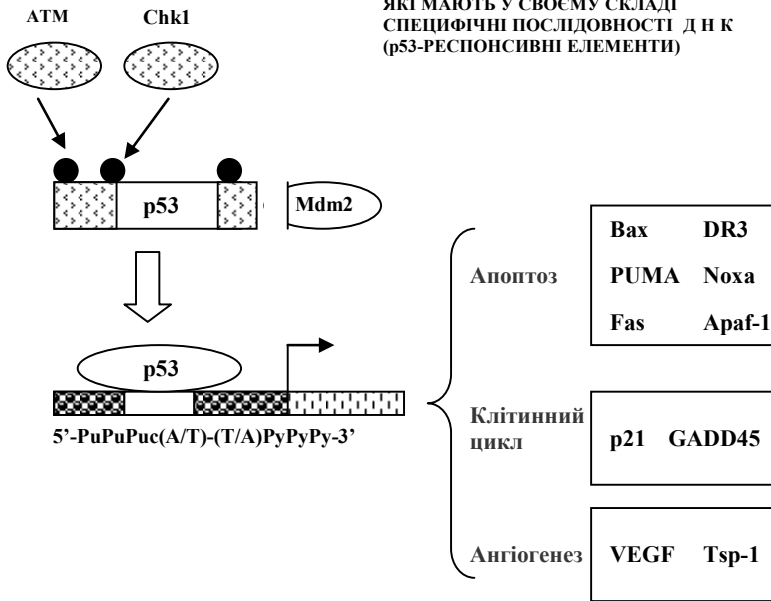 ATM Chk1
ЯКІ МАЮТЬ У СВОЄМУ СКЛАДІ
СПЕЦИФІЧНІ ПОСЛІДОВНОСТІ Д Н К
(р53-РЕСПОНСИВНІ ЕЛЕМЕНТИ)
p53
Mdm2
p53
5’-PuPuPuc(A/T)-(T/A)PyPyPy-3’
Апоптоз
Bax DR3
PUMA Noxa
Fas Apaf-1
Клітинний
цикл
p21 GADD45
Ангіогенез
VEGF Tsp-1